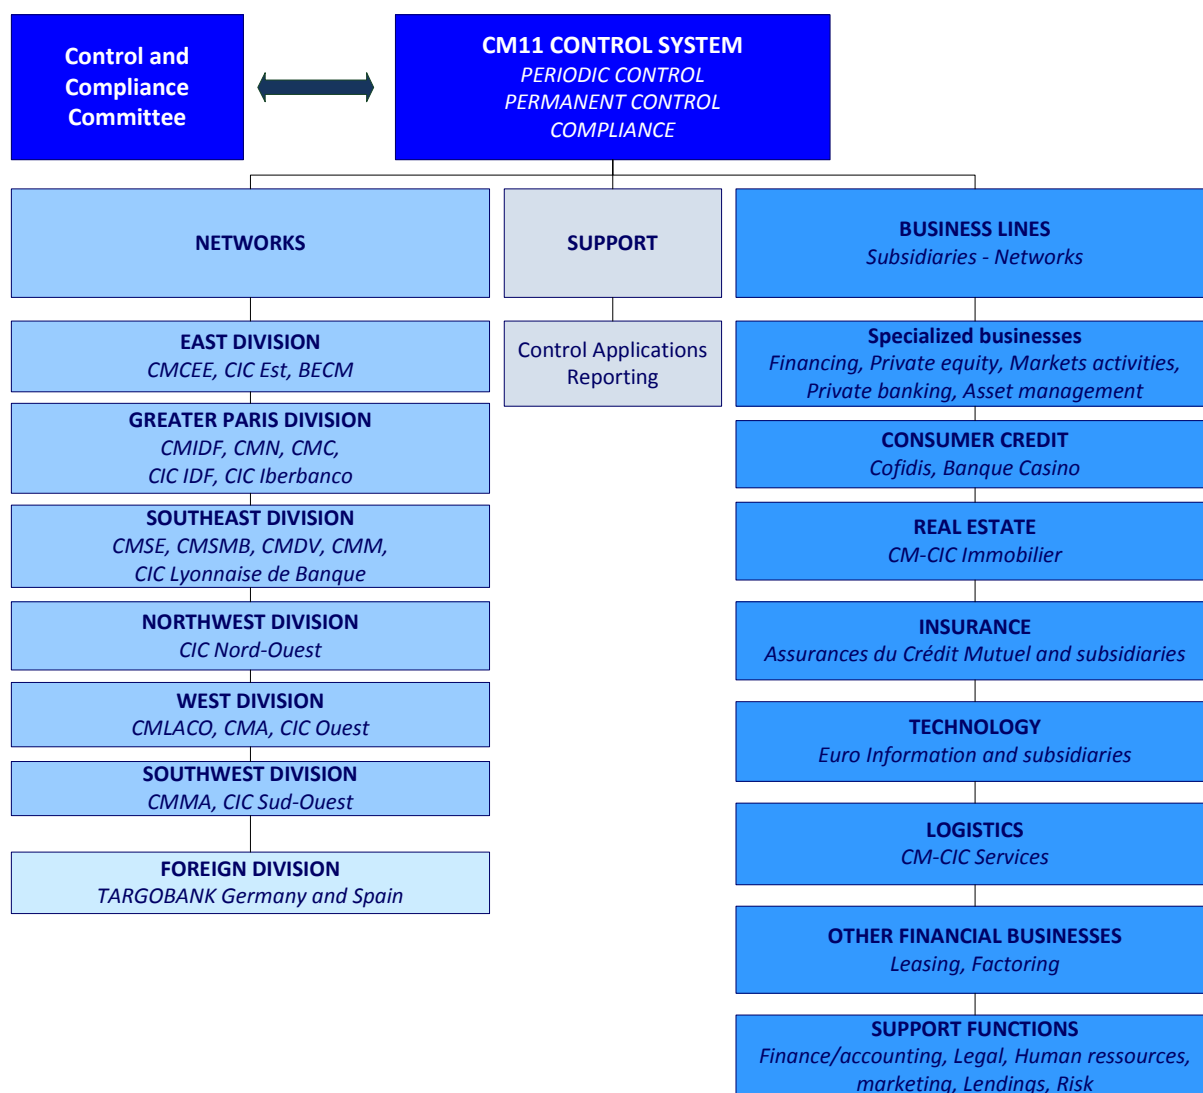 Control and
Compliance
Committee
CM11 CONTROL SYSTEM
PERIODIC CONTROL
PERMANENT CONTROL
COMPLIANCE
NETWORKS
SUPPORT
BUSINESS LINES
Subsidiaries - Networks
EAST DIVISION
CMCEE, CIC Est, BECM
GREATER PARIS DIVISION
CMIDF, CMN, CMC,
CIC IDF, CIC Iberbanco
SOUTHEAST DIVISION
CMSE, CMSMB, CMDV, CMM,
CIC Lyonnaise de Banque
NORTHWEST DIVISION
CIC Nord-Ouest
WEST DIVISION
CMLACO, CMA, CIC Ouest
SOUTHWEST DIVISION
CMMA, CIC Sud-Ouest
FOREIGN DIVISION
TARGOBANK Germany and Spain
Control Applications
Reporting
Specialized businesses
Financing, Private equity, Markets activities,
Private banking, Asset management
CONSUMER CREDIT
Cofidis, Banque Casino
REAL ESTATE
CM-CIC Immobilier
INSURANCE
Assurances du Crédit Mutuel and subsidiaries
TECHNOLOGY
Euro Information and subsidiaries
LOGISTICS
CM-CIC Services
OTHER FINANCIAL BUSINESSES
Leasing, Factoring
SUPPORT FUNCTIONS
Finance/accounting, Legal, Human ressources,
marketing, Lendings, Risk